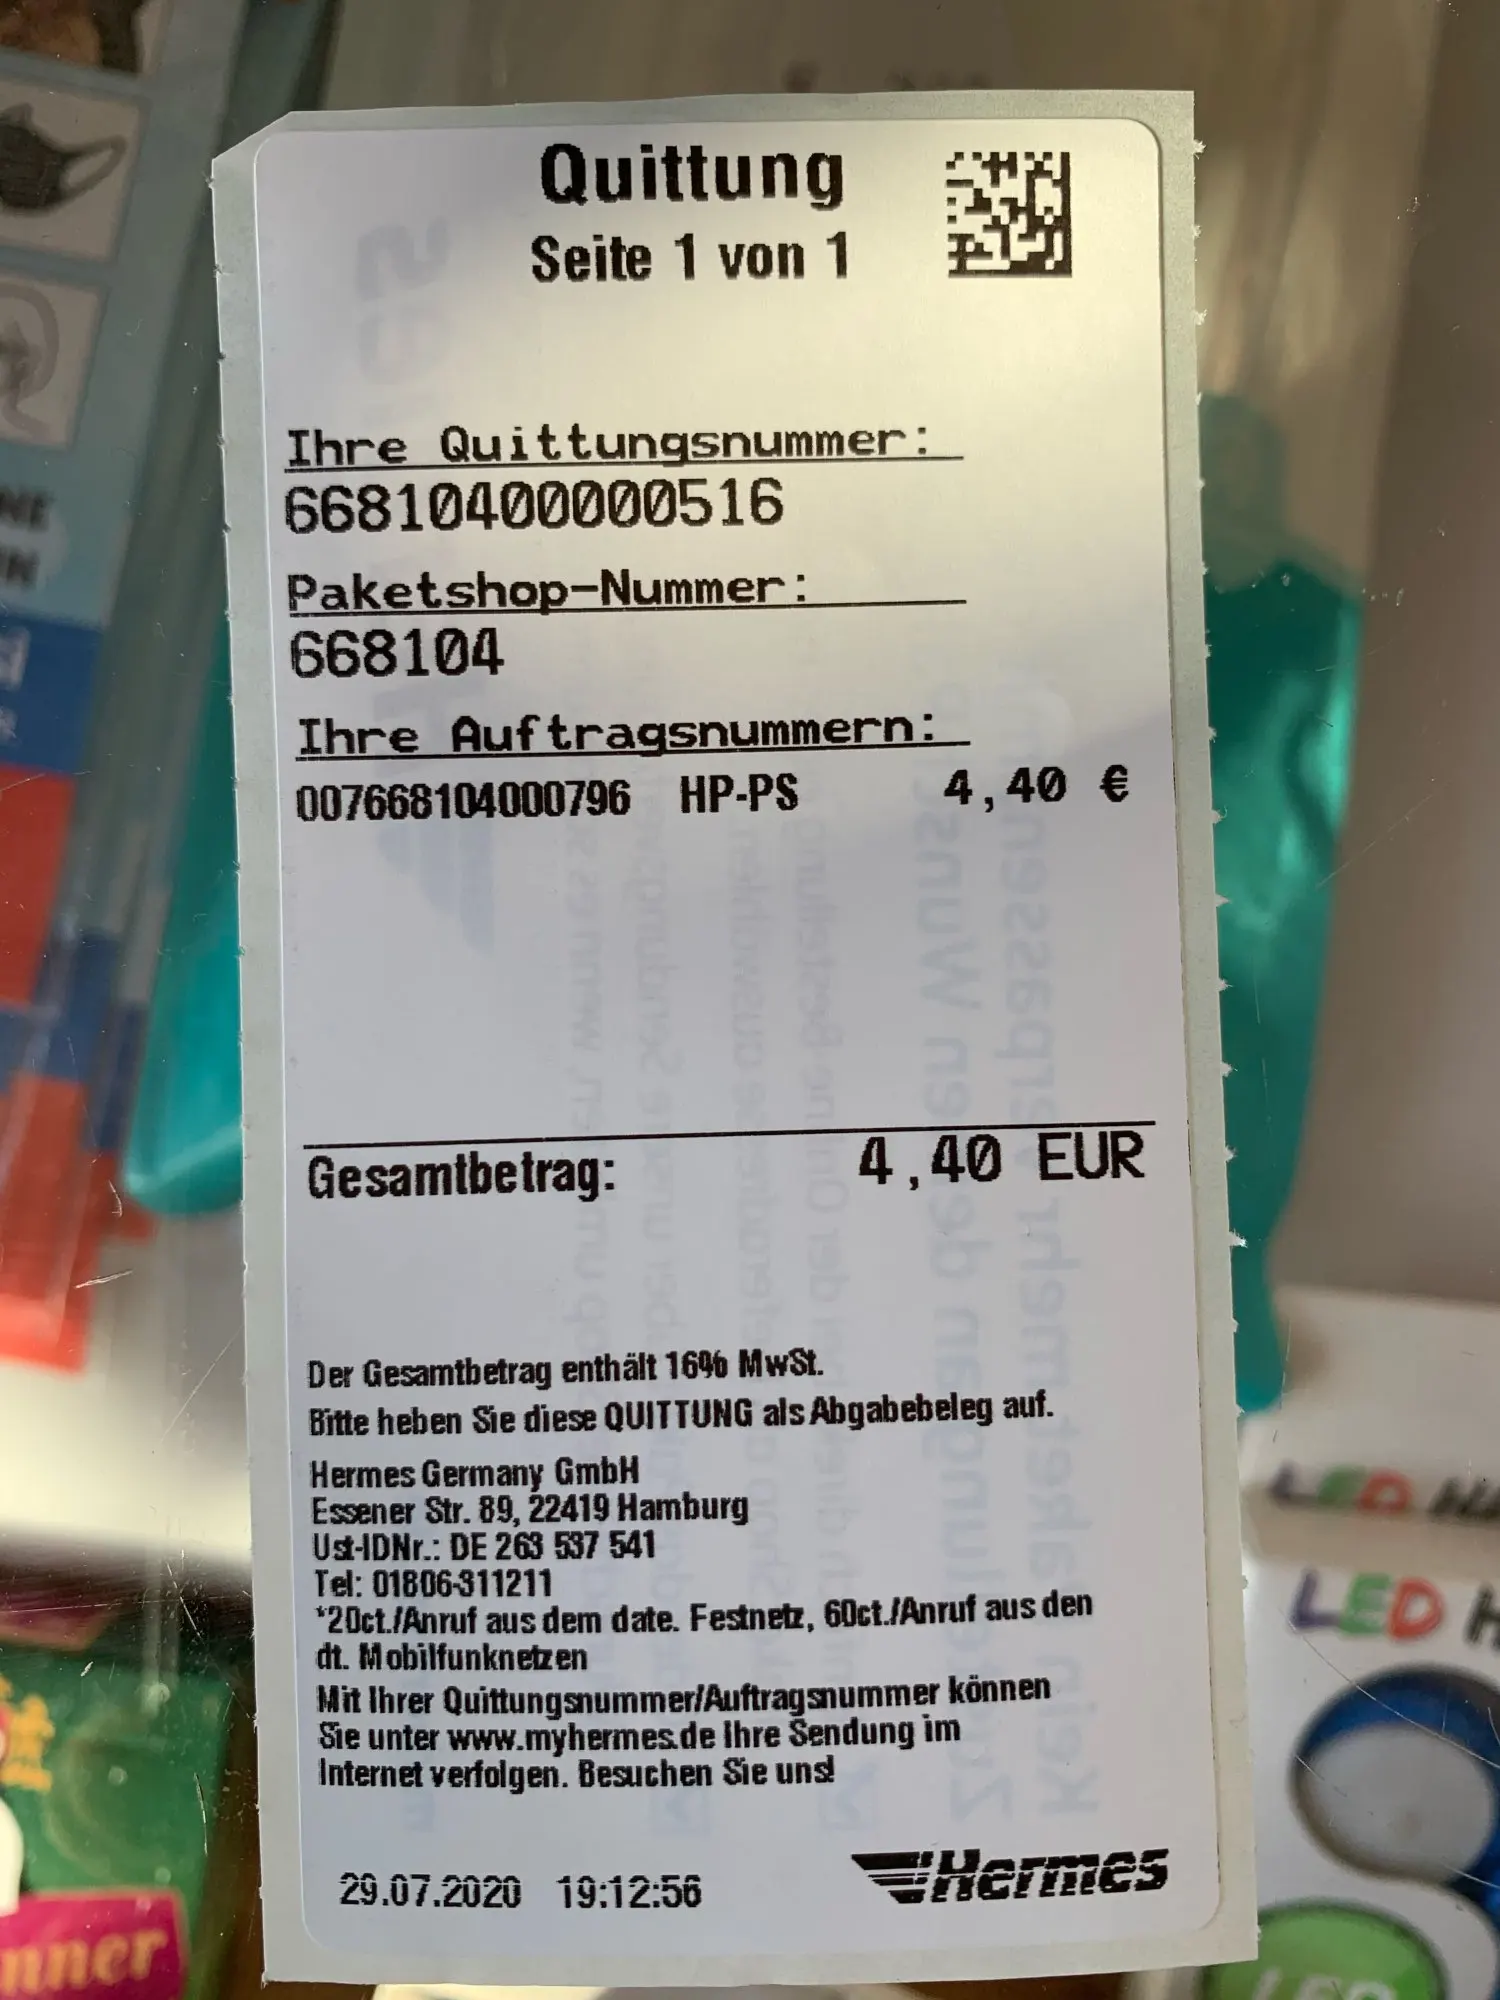 Quittung
Seite 1 von 1
Ihre Quittungsnummer:
66810400000516
Paketshop-Nummer:
668104
Ihre Auftragsnummern:
007668104000796 HP-PS 4,40 €
Gesamtbetrag: 4,40 EUR
Der Gesamtbetrag enthält 16% MwSt.
Bitte heben Sie diese QUITTUNG als Abgabebeleg auf.
Hermes Germany GmbH
Essener Str. 89, 22419 Hamburg
Ust-IDNr.: DE 263 537 541
Tel: 01806-311211
*20ct./Anruf aus dem date. Festnetz, 60ct./Anruf aus den
dt. Mobilfunknetzen
Mit Ihrer Quittungsnummer/Auftragsnummer können
Sie unter www.myhermes.de Ihre Sendung im
Internet verfolgen. Besuchen Sie uns!
29.07.2020 19:12:56
Hermes
LED
LED